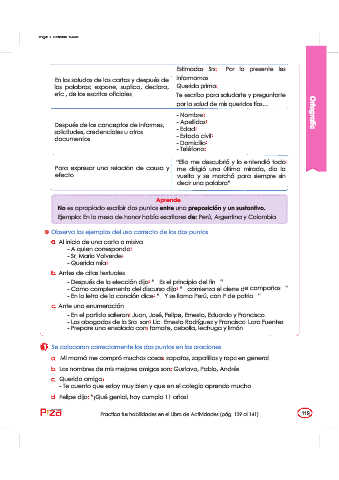 En los saludos de las cartas y después de
las palabras: expone, suplica, declara,
etc., de los escritos oficiales
Estimados Srs: Por la presente les
informamos
Querida prima:
Te escribo para saludarte y preguntarte
por la salud de mis queridos tíos...
Después de los conceptos de informes,
solicitudes, credenciales u otros
documentos
- Nombre:
- Apellidos:
- Edad:
- Estado civil:
- Domicilio:
- Teléfono:
Para expresar una relación de causa y
efecto
"Ella me descubrió y lo entendió todo
me dirigió una última mirada, dio la
vuelta y se marchó para siempre sin
decir una palabra"
Ortografía
Aprende
No es apropiado escribir dos puntos entre una preposición y un sustantivo.
Ejemplo: En la mesa de honor había escritores de: Perú, Argentina y Colombia
Observa los ejemplos del uso correcto de los dos puntos
a. Al inicio de una carta o misiva
- A quien corresponda:
- Sr. Mario Valverde:
- Querida mía:
b. Antes de citas textuales
- Después de la elección dijo: " Es el principio del fin "
- Como complemento del discurso dijo: " comienza el cierre de campañas "
- En la letra de la canción dice: " Y se llama Perú, con P de patria "
c. Ante una enumeración
- En el partido salieron: Juan, José, Felipe, Ernesto, Eduardo y Francisco
- Los abogados de la Sra. son: Lic. Ernesto Rodríguez y Francisco Lara Fuentes
- Prepare una ensalada con: tomate, cebolla, lechuga y limón
Se colocaron correctamente los dos puntos en las oraciones
a. Mi mamá me compró muchas cosas: zapatos, zapatillas y ropa en general
b. Los nombres de mis mejores amigos son: Gustavo, Pablo, Andrés
c. Querida amiga:
- Te cuento que estoy muy bien y que en el colegio aprendo mucho
d. Felipe dijo: "¡Qué genial, hoy cumplo 11 años!
Practica tus habilidades en el Libro de Actividades (pág. 139 al 141)
115